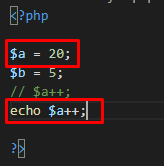 <?php
$a = 20;
$b = 5;
// $a++;
echo $a++;
?>